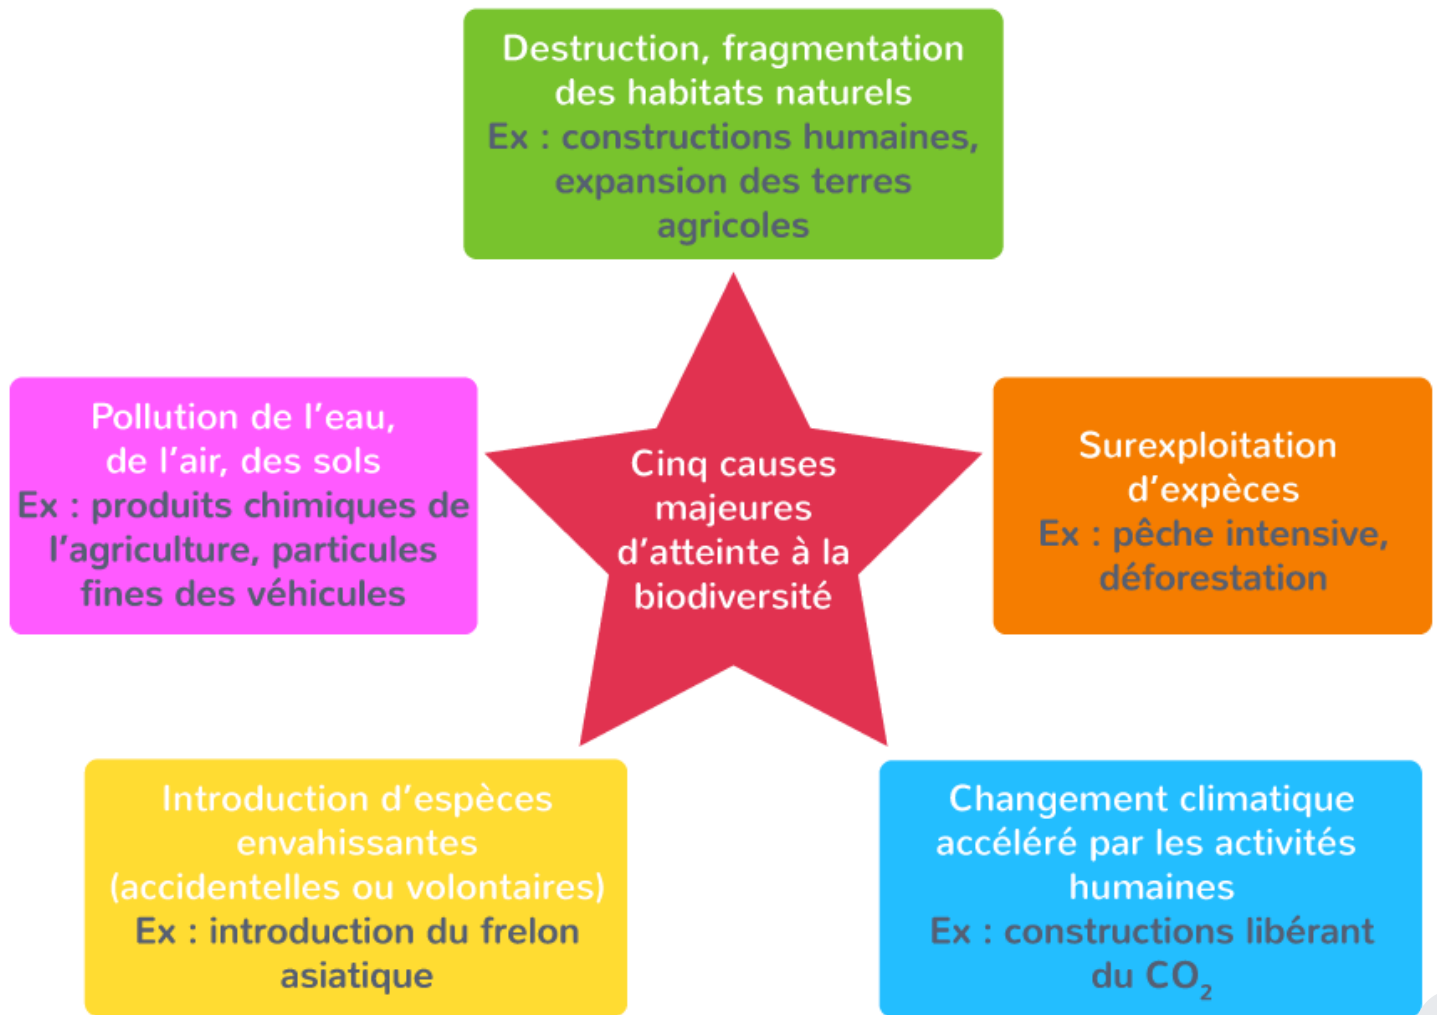 Destruction, fragmentation
des habitats naturels
Ex : constructions humaines,
expansion des terres
agricoles
Pollution de l'eau,
de l'air, des sols
Ex : produits chimiques de
l'agriculture, particules
fines des véhicules
Cinq causes
majeures
d'atteinte à la
biodiversité
Surexploitation
d'expèces
Ex : pêche intensive,
déforestation
Introduction d'espèces
envahissantes
(accidentelles ou volontaires)
Ex : introduction du frelon
asiatique
Changement climatique
accéléré par les activités
humaines
Ex : constructions libérant
du CO₂